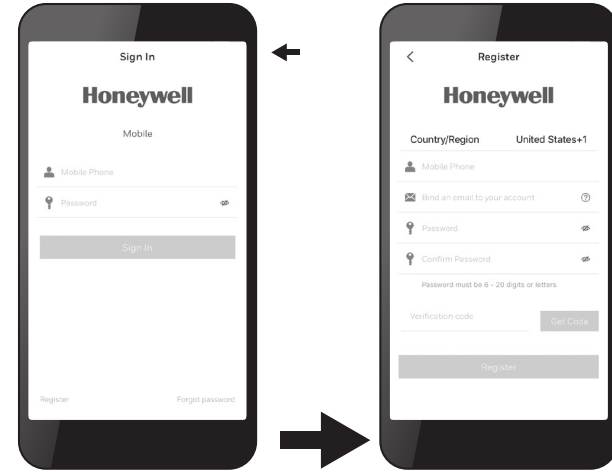 Sign In
Honeywell
Mobile
Mobile Phone
Password
Sign In
Register Forgot password
Register
Honeywell
Country/Region United States+1
Mobile Phone
Bind an email to your account
Password
Confirm Password
Password must be 6 - 20 digits or letters
Verification code Get Code
Register